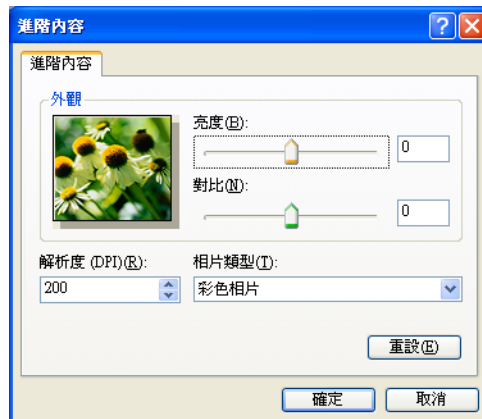 進階內容
進階內容
外觀
亮度(B):
0
對比(N):
0
解析度 (DPI)(R):
相片類型(T):
200
彩色相片
重設(E)
確定
取消